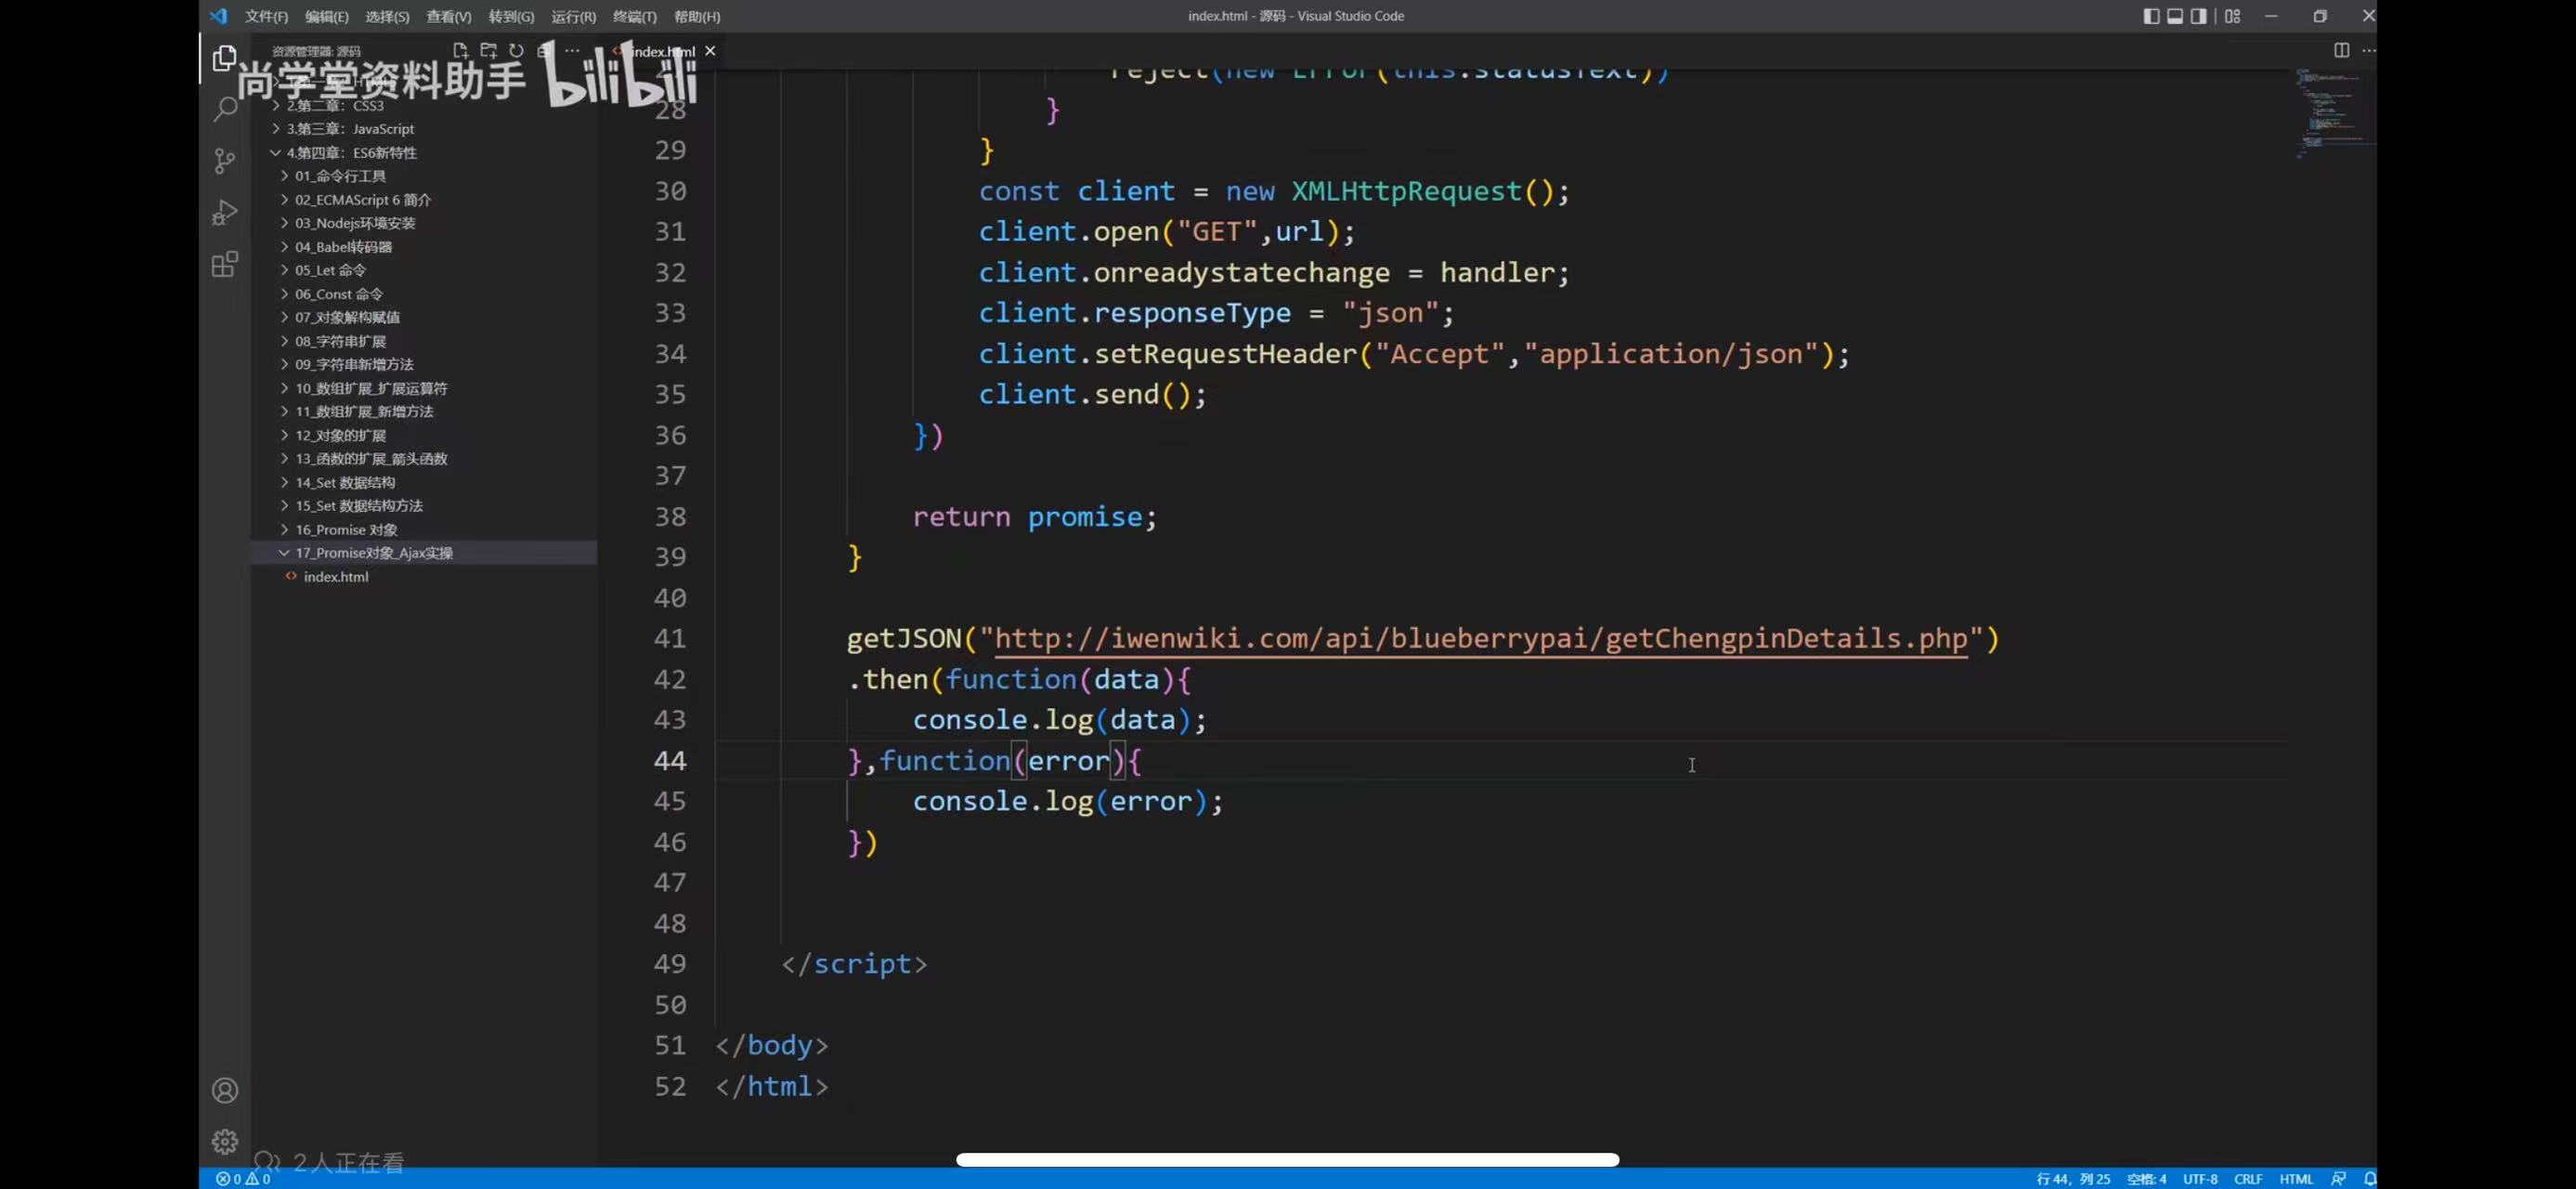 文件(F) 编辑(E) 选择(S) 查看(V) 转到(G) 运行(R) 终端(T) 帮助(H)
index.html - 源码 - Visual Studio Code
资源管理器: 源码
index.html
尚学堂资料助手 bilibili
2.第二章：CSS3
3.第三章：JavaScript
4.第四章：ES6新特性
01_命令行工具
02_ECMAScript 6 简介
03_Nodejs环境安装
04_Babel转码器
05_Let 命令
06_Const 命令
07_对象解构赋值
08_字符串扩展
09_字符串新增方法
10_数组扩展_扩展运算符
11_数组扩展_新增方法
12_对象的扩展
13_函数的扩展_箭头函数
14_Set 数据结构
15_Set 数据结构方法
16_Promise 对象
17_Promise对象_Ajax实操
index.html
reject(new Error(this.statusText))
28 }
29 }
30 const client = new XMLHttpRequest();
31 client.open("GET",url);
32 client.onreadystatechange = handler;
33 client.responseType = "json";
34 client.setRequestHeader("Accept","application/json");
35 client.send();
36 })
37
38 return promise;
39 }
40
41 getJSON("http://iwenwiki.com/api/blueberrypai/getChengpinDetails.php")
42 .then(function(data){
43 console.log(data);
44 },function(error){
45 console.log(error);
46 })
47
48
49 </script>
50
51 </body>
52 </html>
2人正在看
0 0
行 44，列 25 空格: 4 UTF-8 CRLF HTML